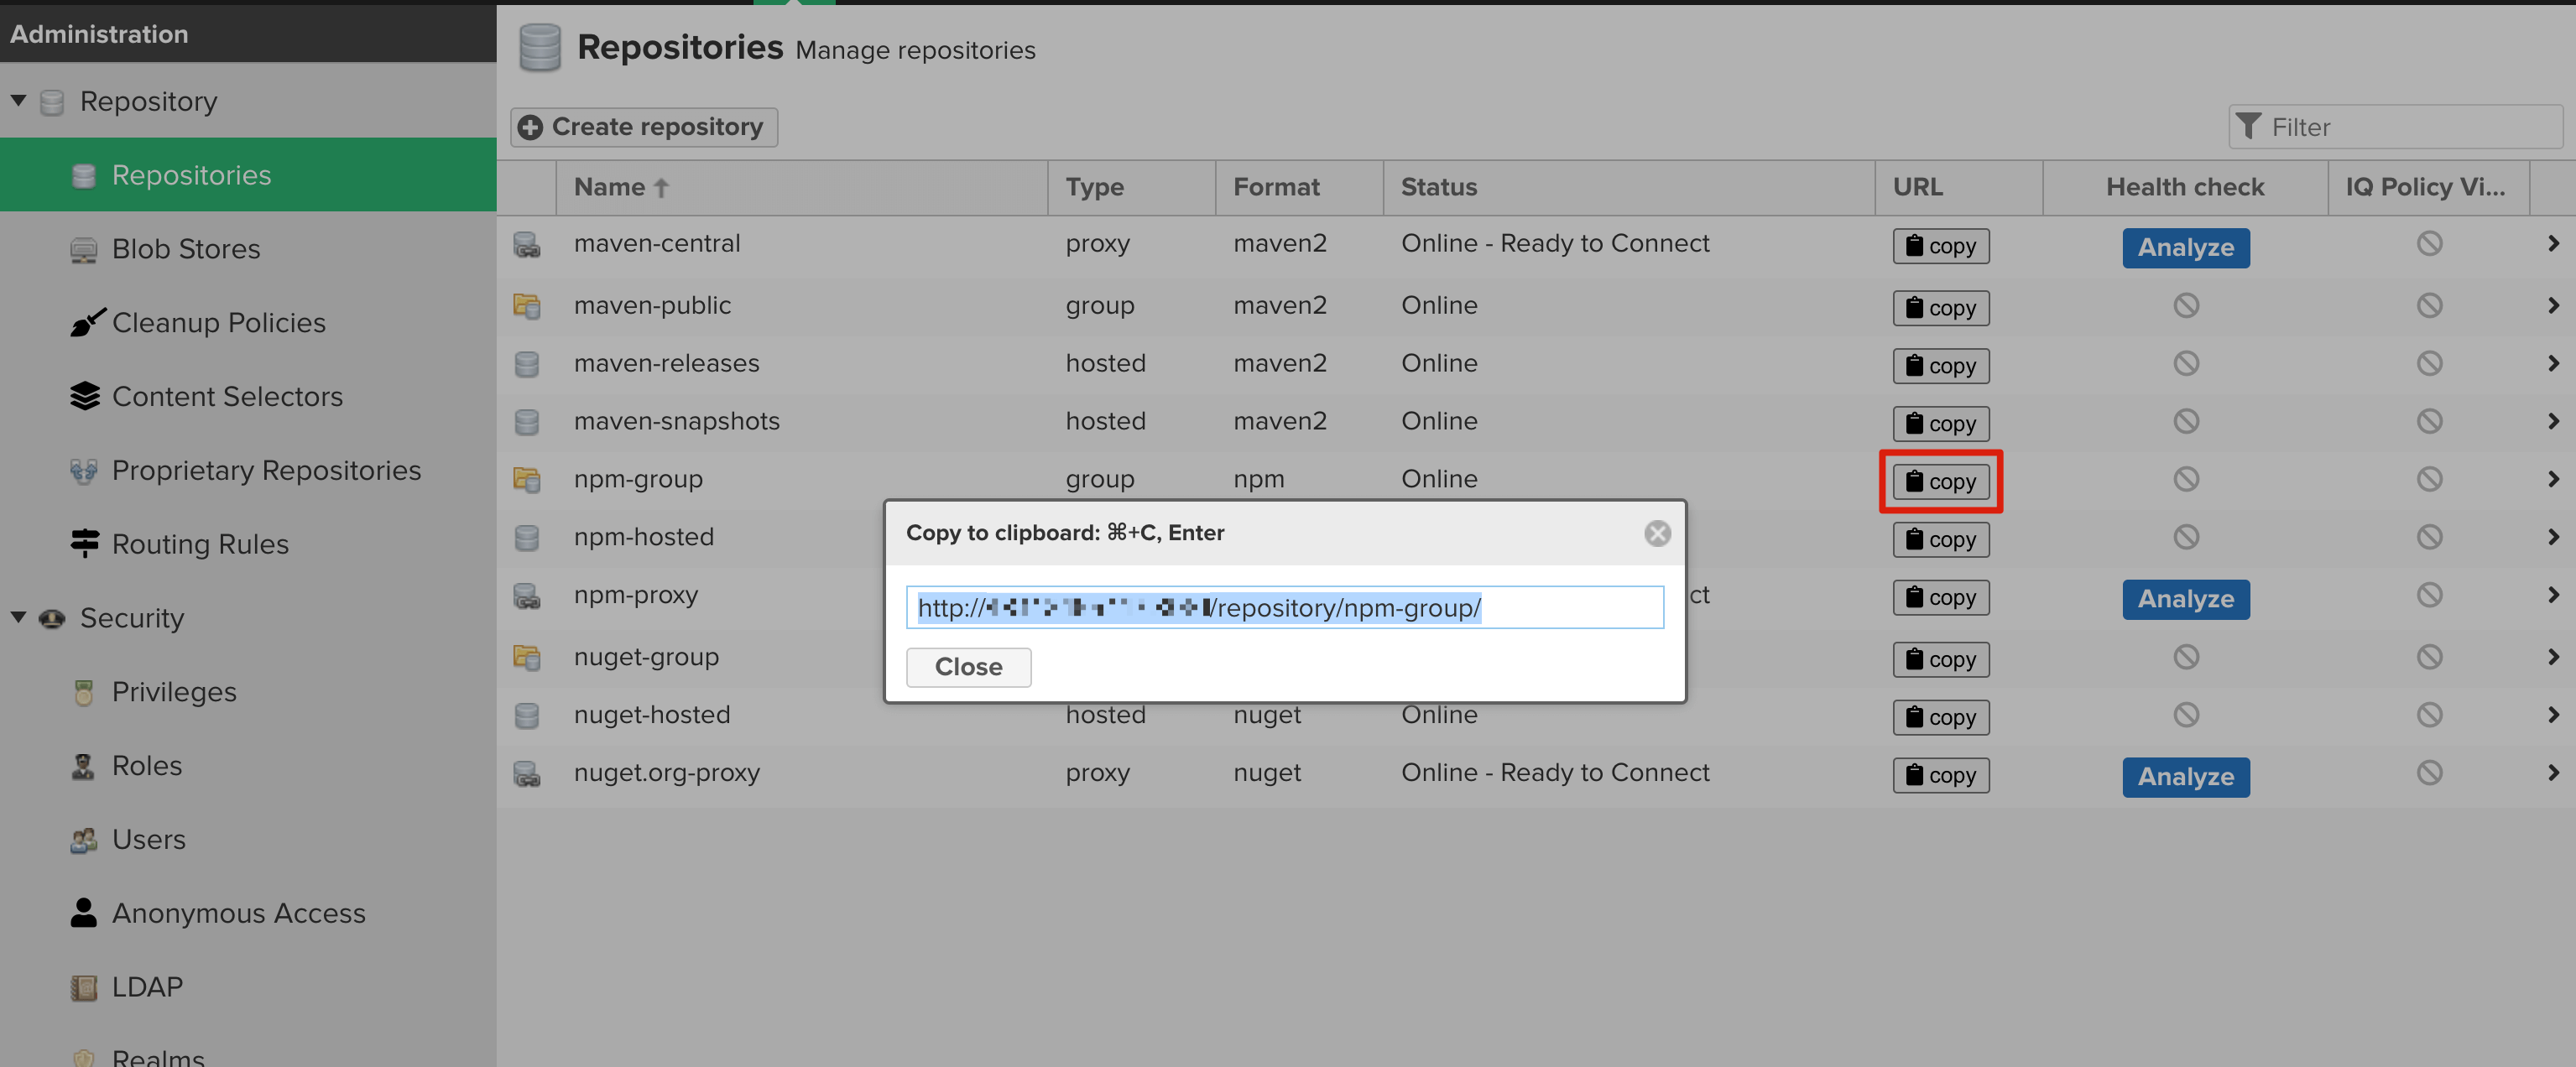 Administration
Repository
Repositories
Blob Stores
Cleanup Policies
Content Selectors
Proprietary Repositories
Routing Rules
Security
Privileges
Roles
Users
Anonymous Access
LDAP
Realms
Repositories Manage repositories
Create repository
Filter
Name Type Format Status URL Health check IQ Policy Vi...
maven-central proxy maven2 Online - Ready to Connect copy Analyze
maven-public group maven2 Online copy
maven-releases hosted maven2 Online copy
maven-snapshots hosted maven2 Online copy
npm-group group npm Online copy
npm-hosted copy
npm-proxy ct copy Analyze
nuget-group copy
nuget-hosted hosted nuget Online copy
nuget.org-proxy proxy nuget Online - Ready to Connect copy Analyze
Copy to clipboard: ⌘+C, Enter
http:// /repository/npm-group/
Close